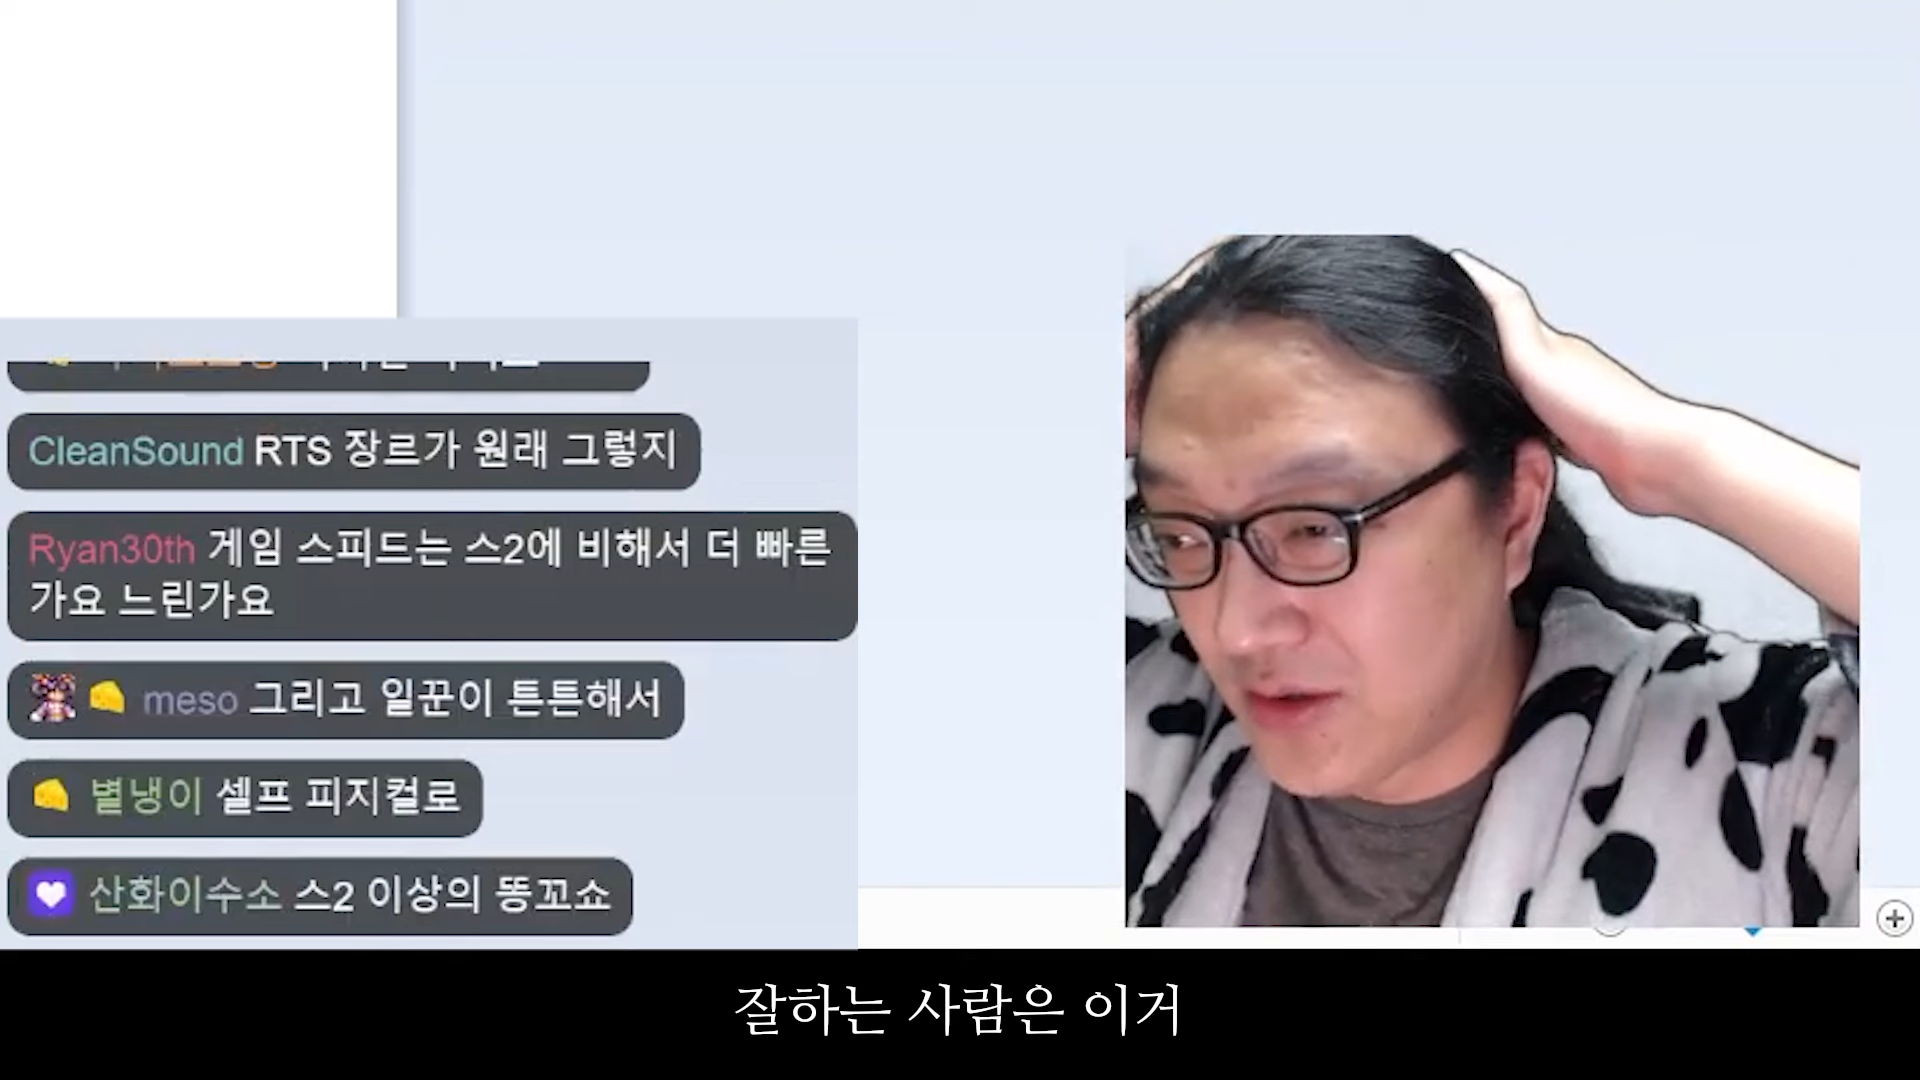 CleanSound RTS 장르가 원래 그렇지
Ryan30th 게임 스피드는 스2에 비해서 더 빠른
가요 느린가요
meso 그리고 일꾼이 튼튼해서
별냉이 셀프 피지컬로
산화이수소 스2 이상의 똥꼬쇼
잘하는 사람은 이거